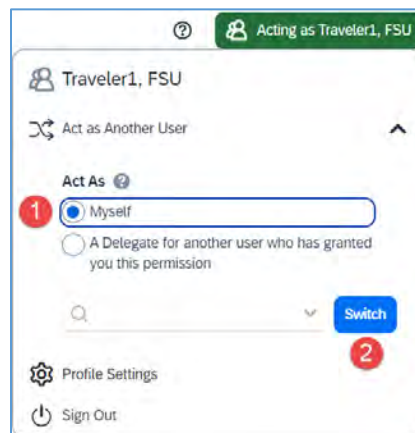 Acting as Traveler1, FSU
Traveler1, FSU
Act as Another User
Act As
1
Myself
A Delegate for another user who has granted
you this permission
Switch
2
Profile Settings
Sign Out